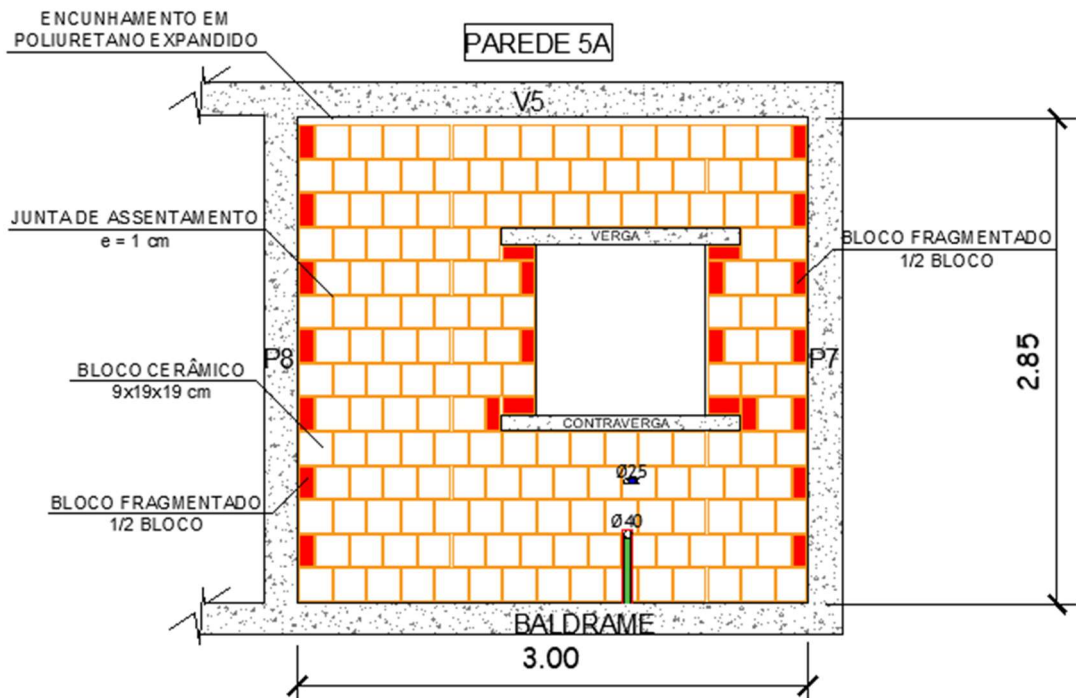 ENCUNHAMENTO EM
POLIURETANO EXPANDIDO
PAREDE 5A
V5
JUNTA DE ASSENTAMENTO
e = 1 cm
VERGA
BLOCO FRAGMENTADO
1/2 BLOCO
P8
P7
2.85
BLOCO CERÂMICO
9x19x19 cm
CONTRAVERGA
Ø25
BLOCO FRAGMENTADO
1/2 BLOCO
Ø40
BALDRAME
3.00